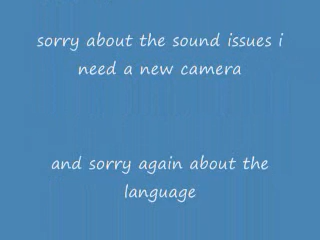 sorry about the sound issues i
need a new camera
and sorry again about the
language